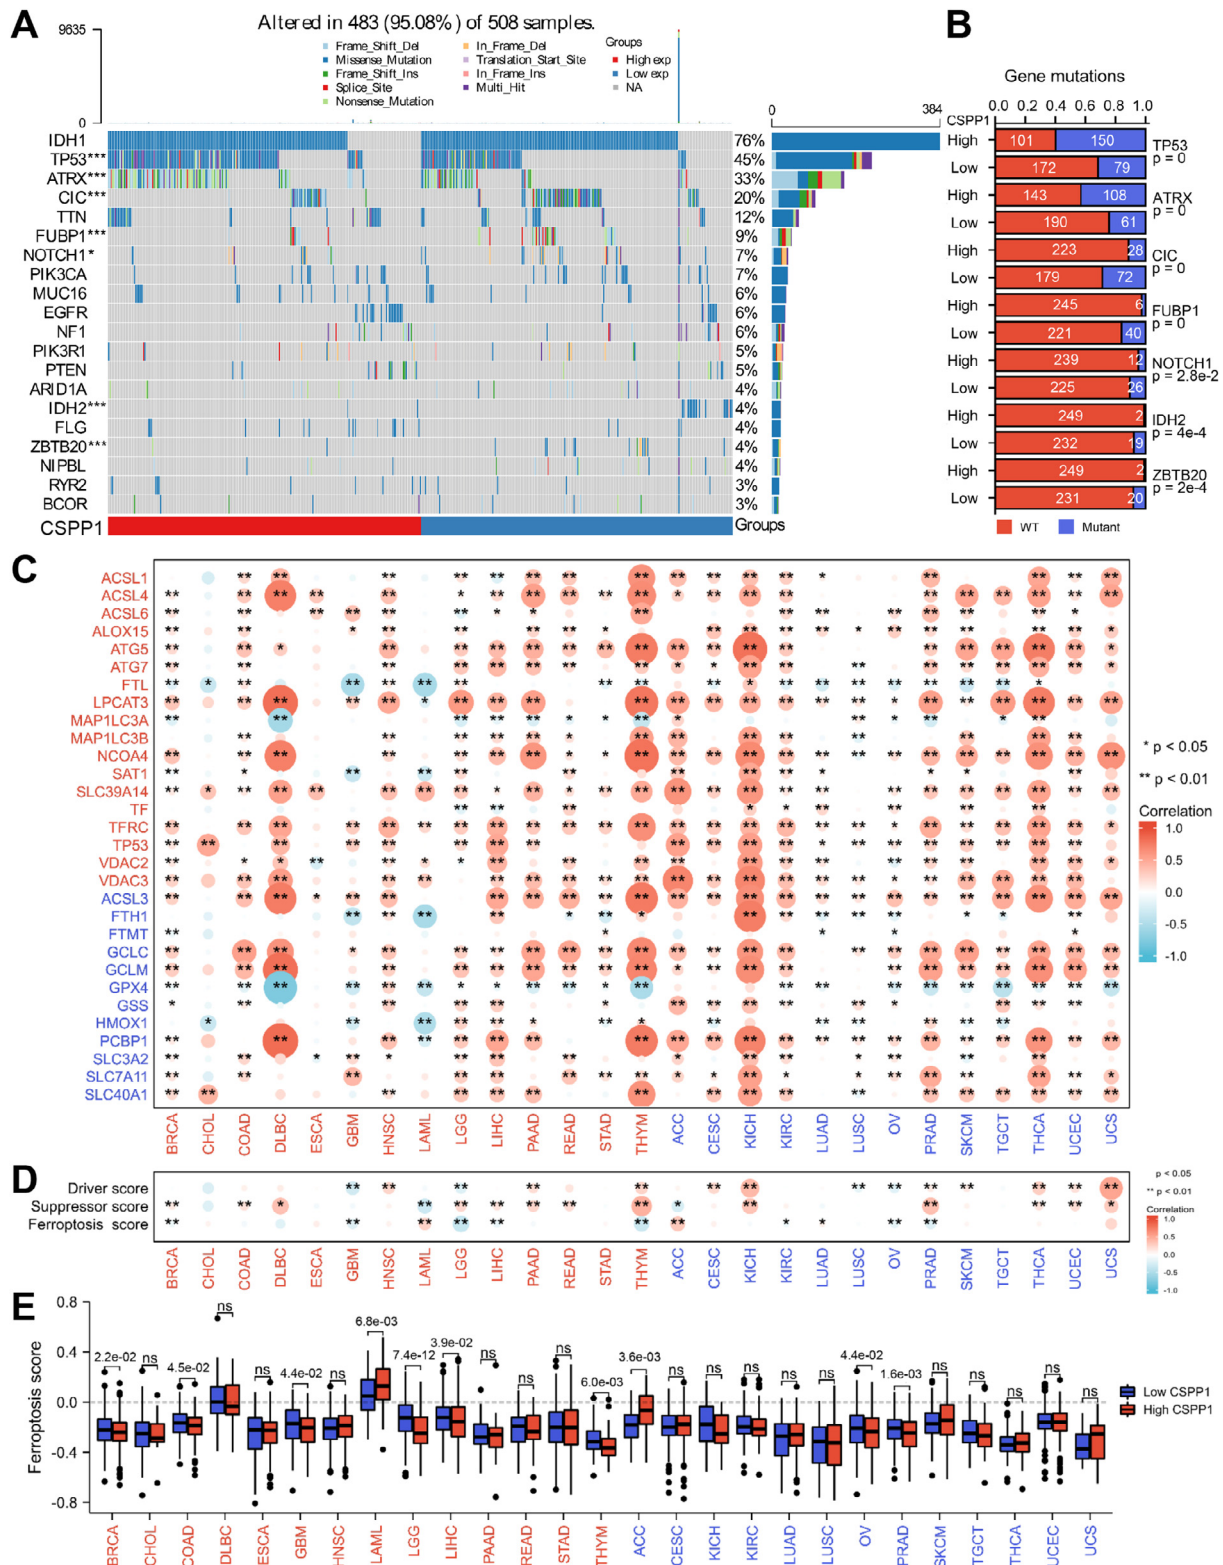 A
Altered in 483 (95.08%) of 508 samples.
9635
0
Frame_Shift_Del
Missense_Mutation
Frame_Shift_Ins
Splice_Site
Nonsense_Mutation
In_Frame_Del
Translation_Start_Site
In_Frame_Ins
Multi_Hit
Groups
High exp
Low exp
NA
0 384
IDH1 76%
TP53*** 45%
ATRX*** 33%
CIC*** 20%
TTN 12%
FUBP1*** 9%
NOTCH1* 7%
PIK3CA 7%
MUC16 6%
EGFR 6%
NF1 6%
PIK3R1 5%
PTEN 5%
ARID1A 4%
IDH2*** 4%
FLG 4%
ZBTB20*** 4%
NIPBL 4%
RYR2 3%
BCOR 3%
CSPP1 Groups
B
Gene mutations
CSPP1 0.0 0.2 0.4 0.6 0.8 1.0
High 101 150
TP53
p = 0
Low 172 79
High 143 108
ATRX
p = 0
Low 190 61
High 223 28
CIC
p = 0
Low 179 72
High 245 6
FUBP1
p = 0
Low 221 40
High 239 12
NOTCH1
p = 2.8e-2
Low 225 26
High 249 2
IDH2
p = 4e-4
Low 232 19
High 249 2
ZBTB20
p = 2e-4
Low 231 20
WT Mutant
C
ACSL1
ACSL4
ACSL6
ALOX15
ATG5
ATG7
FTL
LPCAT3
MAP1LC3A
MAP1LC3B
NCOA4
SAT1
SLC39A14
TF
TFRC
TP53
VDAC2
VDAC3
ACSL3
FTH1
FTMT
GCLC
GCLM
GPX4
GSS
HMOX1
PCBP1
SLC3A2
SLC7A11
SLC40A1
* p < 0.05
** p < 0.01
Correlation
1.0
0.5
0.0
-0.5
-1.0
BRCA CHOL COAD DLBC ESCA GBM HNSC LAML LGG LIHC PAAD READ STAD THYM ACC CESC KICH KIRC LUAD LUSC OV PRAD SKCM TGCT THCA UCEC UCS
D
Driver score
Suppressor score
Ferroptosis score
p < 0.05
** p < 0.01
Correlation
1.0
0.5
0.0
-0.5
-1.0
BRCA CHOL COAD DLBC ESCA GBM HNSC LAML LGG LIHC PAAD READ STAD THYM ACC CESC KICH KIRC LUAD LUSC OV PRAD SKCM TGCT THCA UCEC UCS
E
Ferroptosis score
0.8
0.4
0.0
-0.4
-0.8
2.2e-02 ns 4.5e-02 ns ns 4.4e-02 ns 6.8e-03 7.4e-12 3.9e-02 ns ns ns 6.0e-03 3.6e-03 ns ns ns ns ns 4.4e-02 1.6e-03 ns ns ns ns ns
Low CSPP1
High CSPP1
BRCA CHOL COAD DLBC ESCA GBM HNSC LAML LGG LIHC PAAD READ STAD THYM ACC CESC KICH KIRC LUAD LUSC OV PRAD SKCM TGCT THCA UCEC UCS